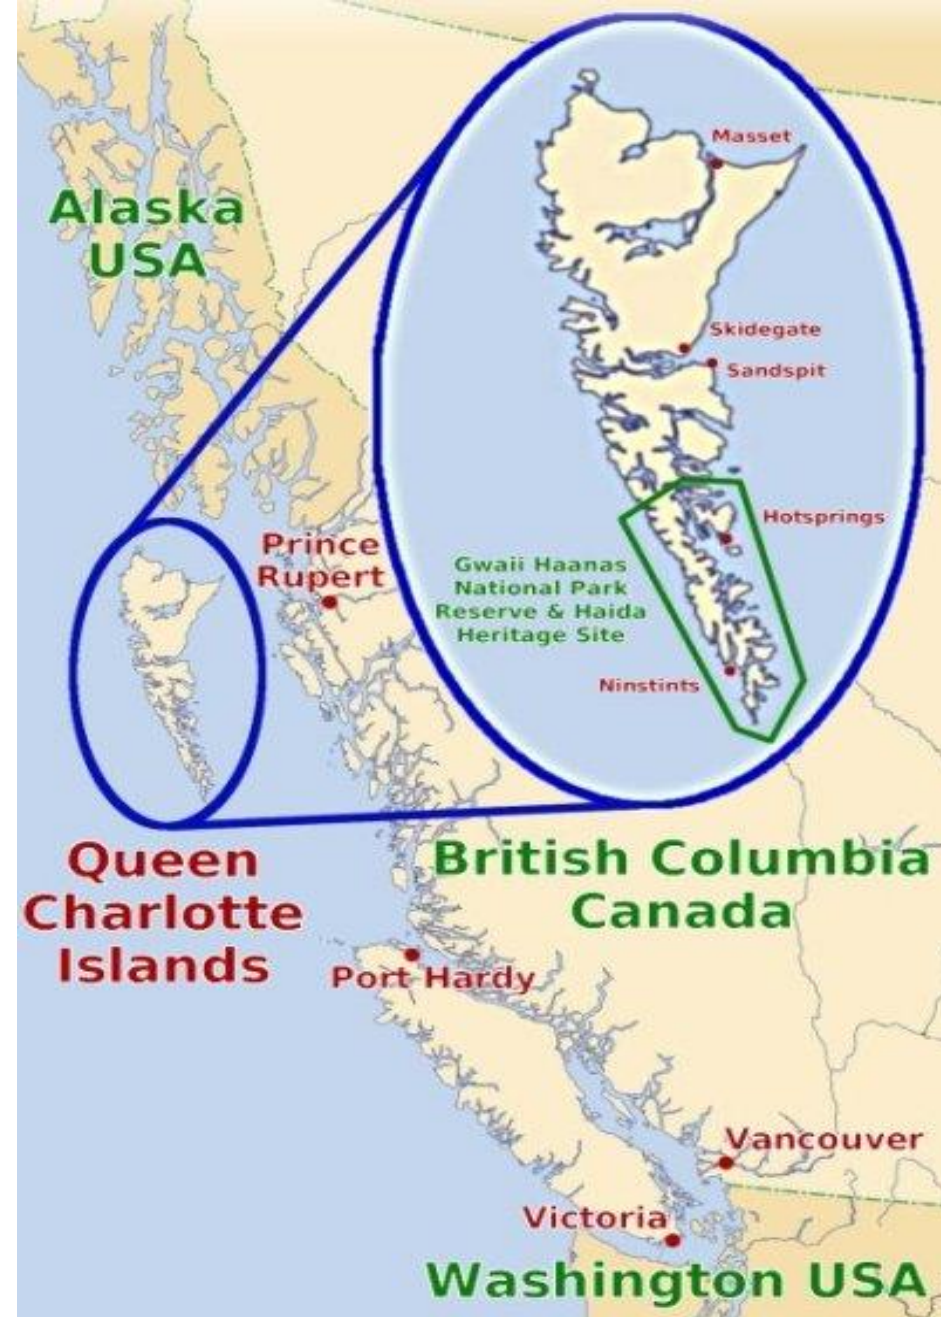 Masset
Alaska
USA
Skidegate
Sandspit
Hotsprings
Prince
Rupert
Gwaii Haanas
National Park
Reserve & Haida
Heritage Site
Ninstints
Queen
Charlotte
Islands
British Columbia
Canada
Port Hardy
Vancouver
Victoria
Washington USA